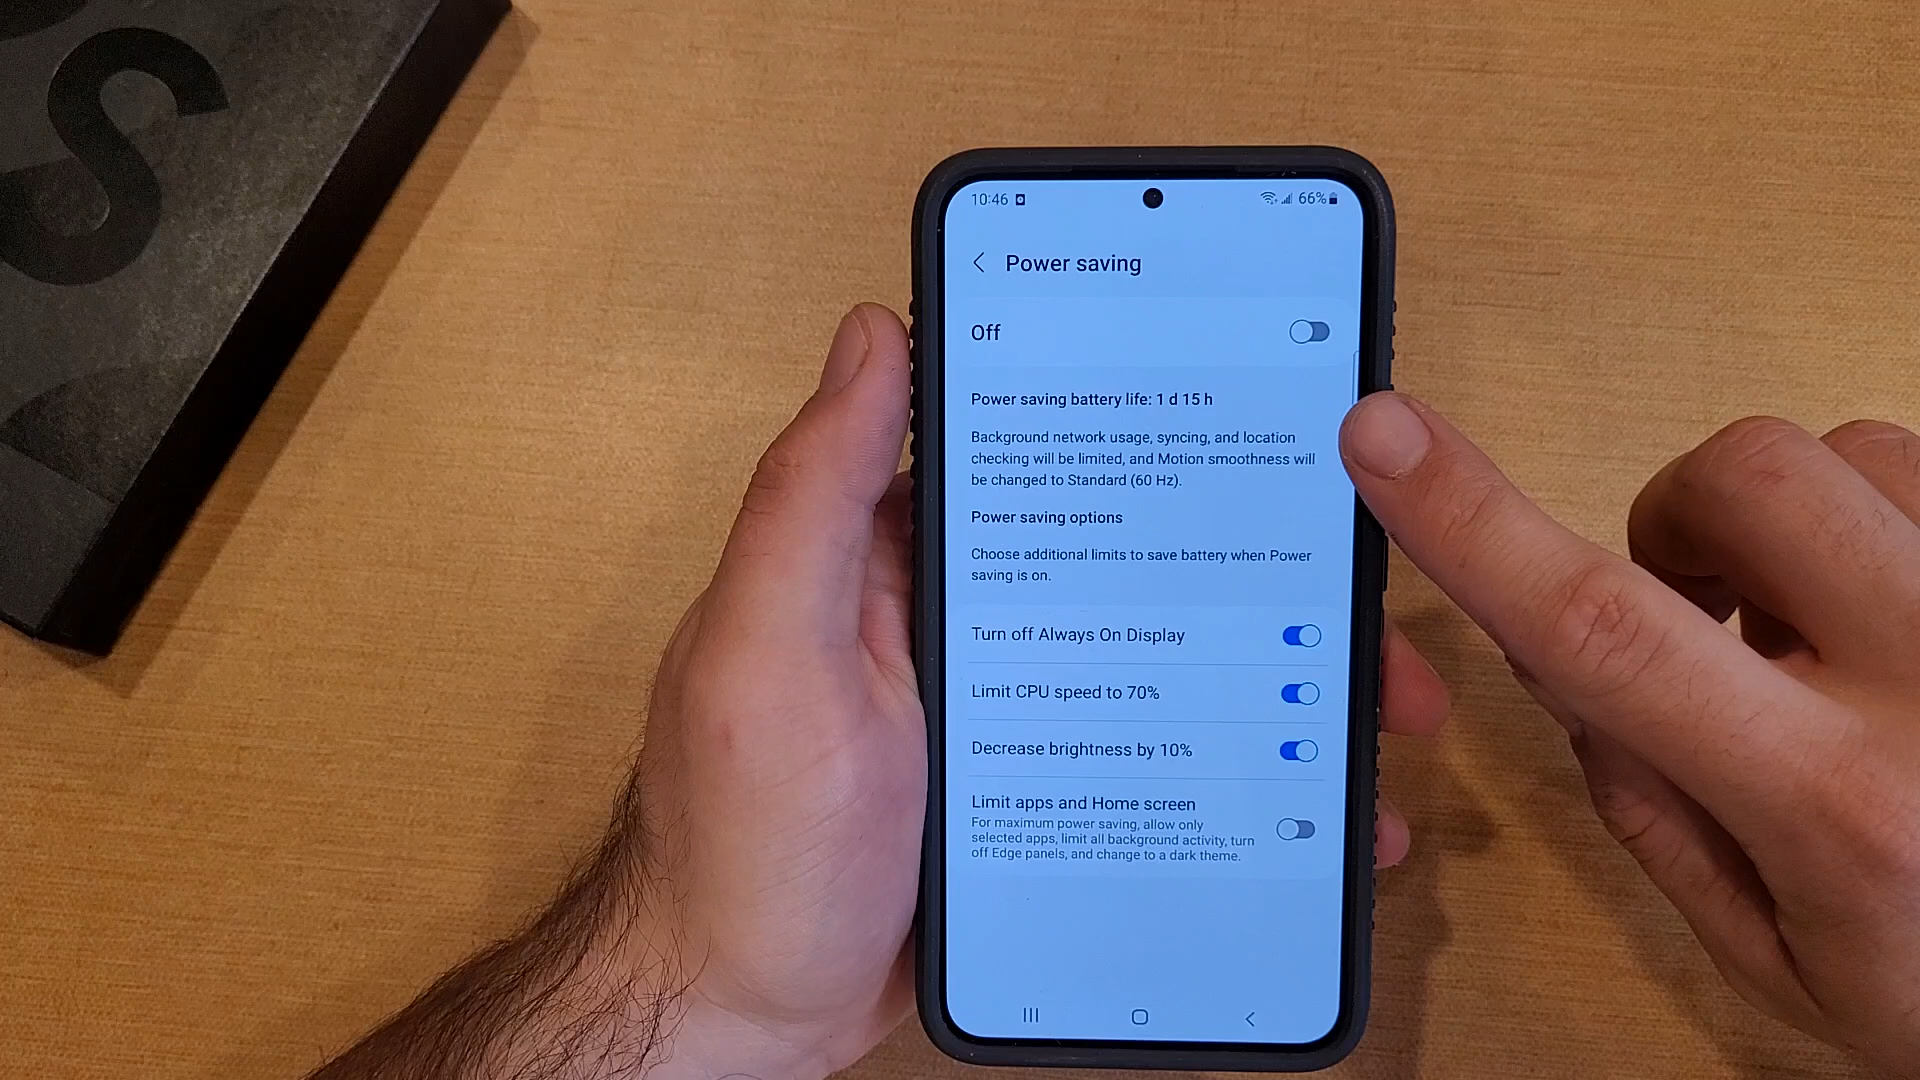 S
10:46 66%
Power saving
Off
Power saving battery life: 1 d 15 h
Background network usage, syncing, and location
checking will be limited, and Motion smoothness will
be changed to Standard (60 Hz).
Power saving options
Choose additional limits to save battery when Power
saving is on.
Turn off Always On Display
Limit CPU speed to 70%
Decrease brightness by 10%
Limit apps and Home screen
For maximum power saving, allow only
selected apps, limit all background activity, turn
off Edge panels, and change to a dark theme.